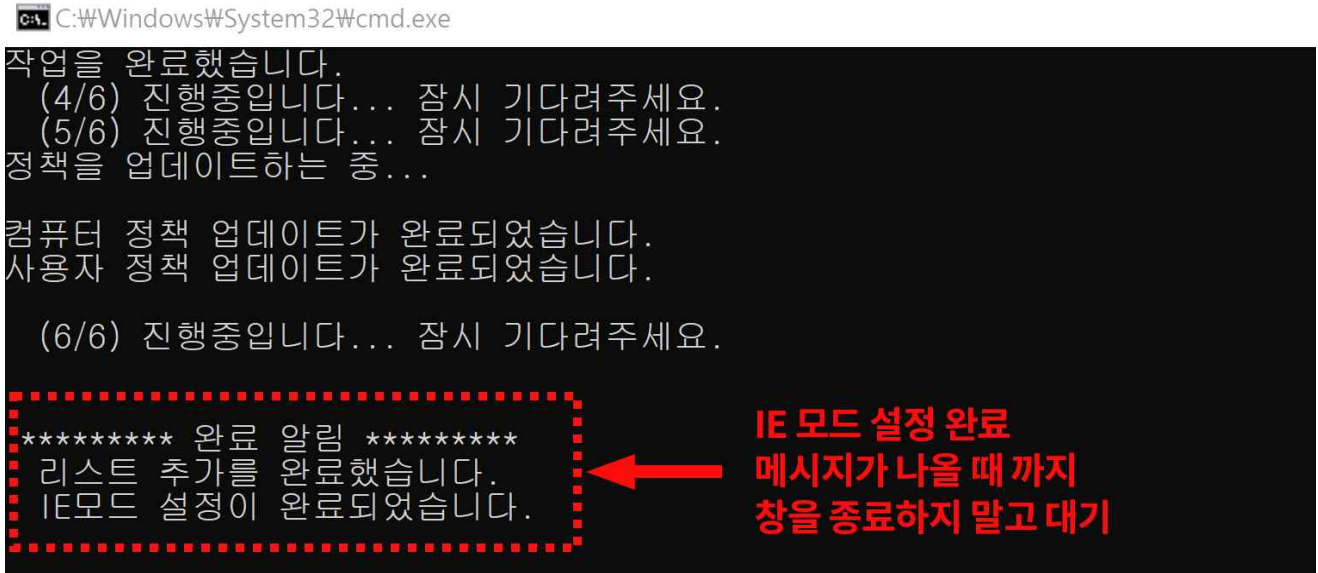 C:₩Windows₩System32₩cmd.exe
작업을 완료했습니다.
(4/6) 진행중입니다... 잠시 기다려주세요.
(5/6) 진행중입니다... 잠시 기다려주세요.
정책을 업데이트하는 중...
컴퓨터 정책 업데이트가 완료되었습니다.
사용자 정책 업데이트가 완료되었습니다.
(6/6) 진행중입니다... 잠시 기다려주세요.
********* 완료 알림 *********
리스트 추가를 완료했습니다.
IE모드 설정이 완료되었습니다.
IE 모드 설정 완료
메시지가 나올 때 까지
창을 종료하지 말고 대기